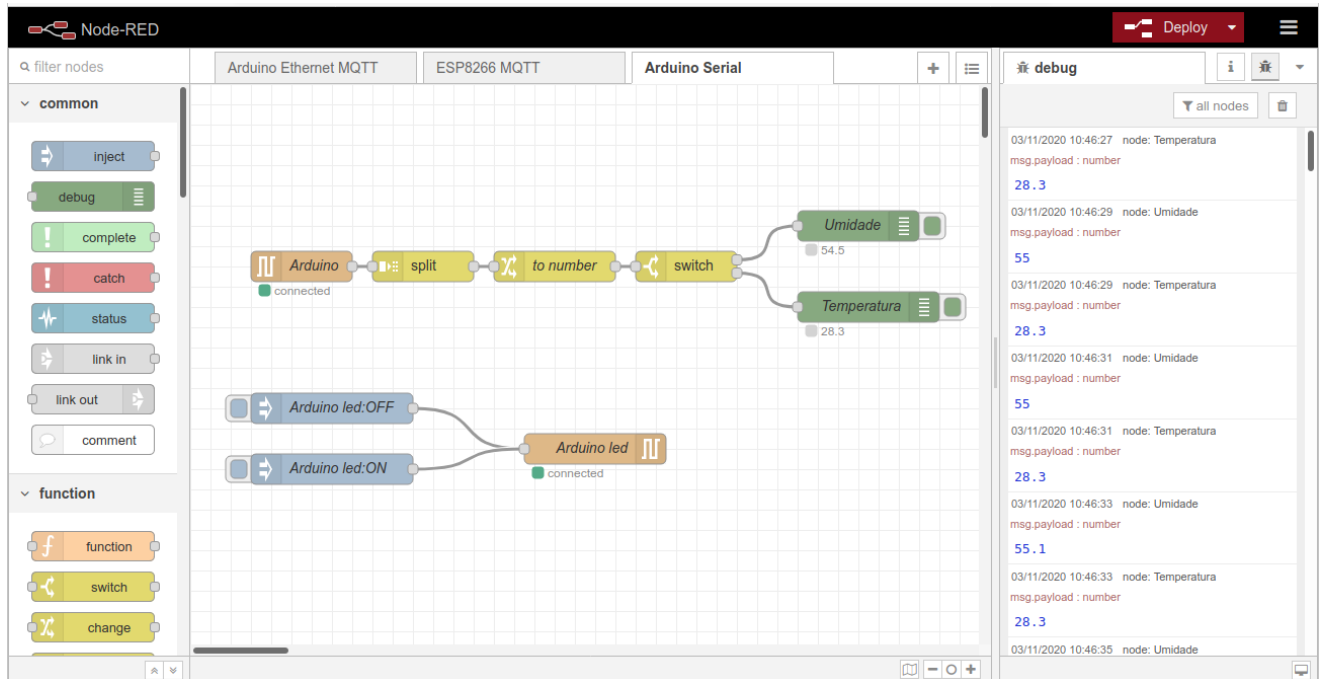 Node-RED
Deploy
filter nodes
common
inject
debug
complete
catch
status
link in
link out
comment
function
function
switch
change
Arduino Ethernet MQTT
ESP8266 MQTT
Arduino Serial
Arduino
connected
split
to number
switch
Umidade
54.5
Temperatura
28.3
Arduino led:OFF
Arduino led:ON
Arduino led
connected
debug
i
all nodes
03/11/2020 10:46:27 node: Temperatura
msg.payload : number
28.3
03/11/2020 10:46:29 node: Umidade
msg.payload : number
55
03/11/2020 10:46:29 node: Temperatura
msg.payload : number
28.3
03/11/2020 10:46:31 node: Umidade
msg.payload : number
55
03/11/2020 10:46:31 node: Temperatura
msg.payload : number
28.3
03/11/2020 10:46:33 node: Umidade
msg.payload : number
55.1
03/11/2020 10:46:33 node: Temperatura
msg.payload : number
28.3
03/11/2020 10:46:35 node: Umidade